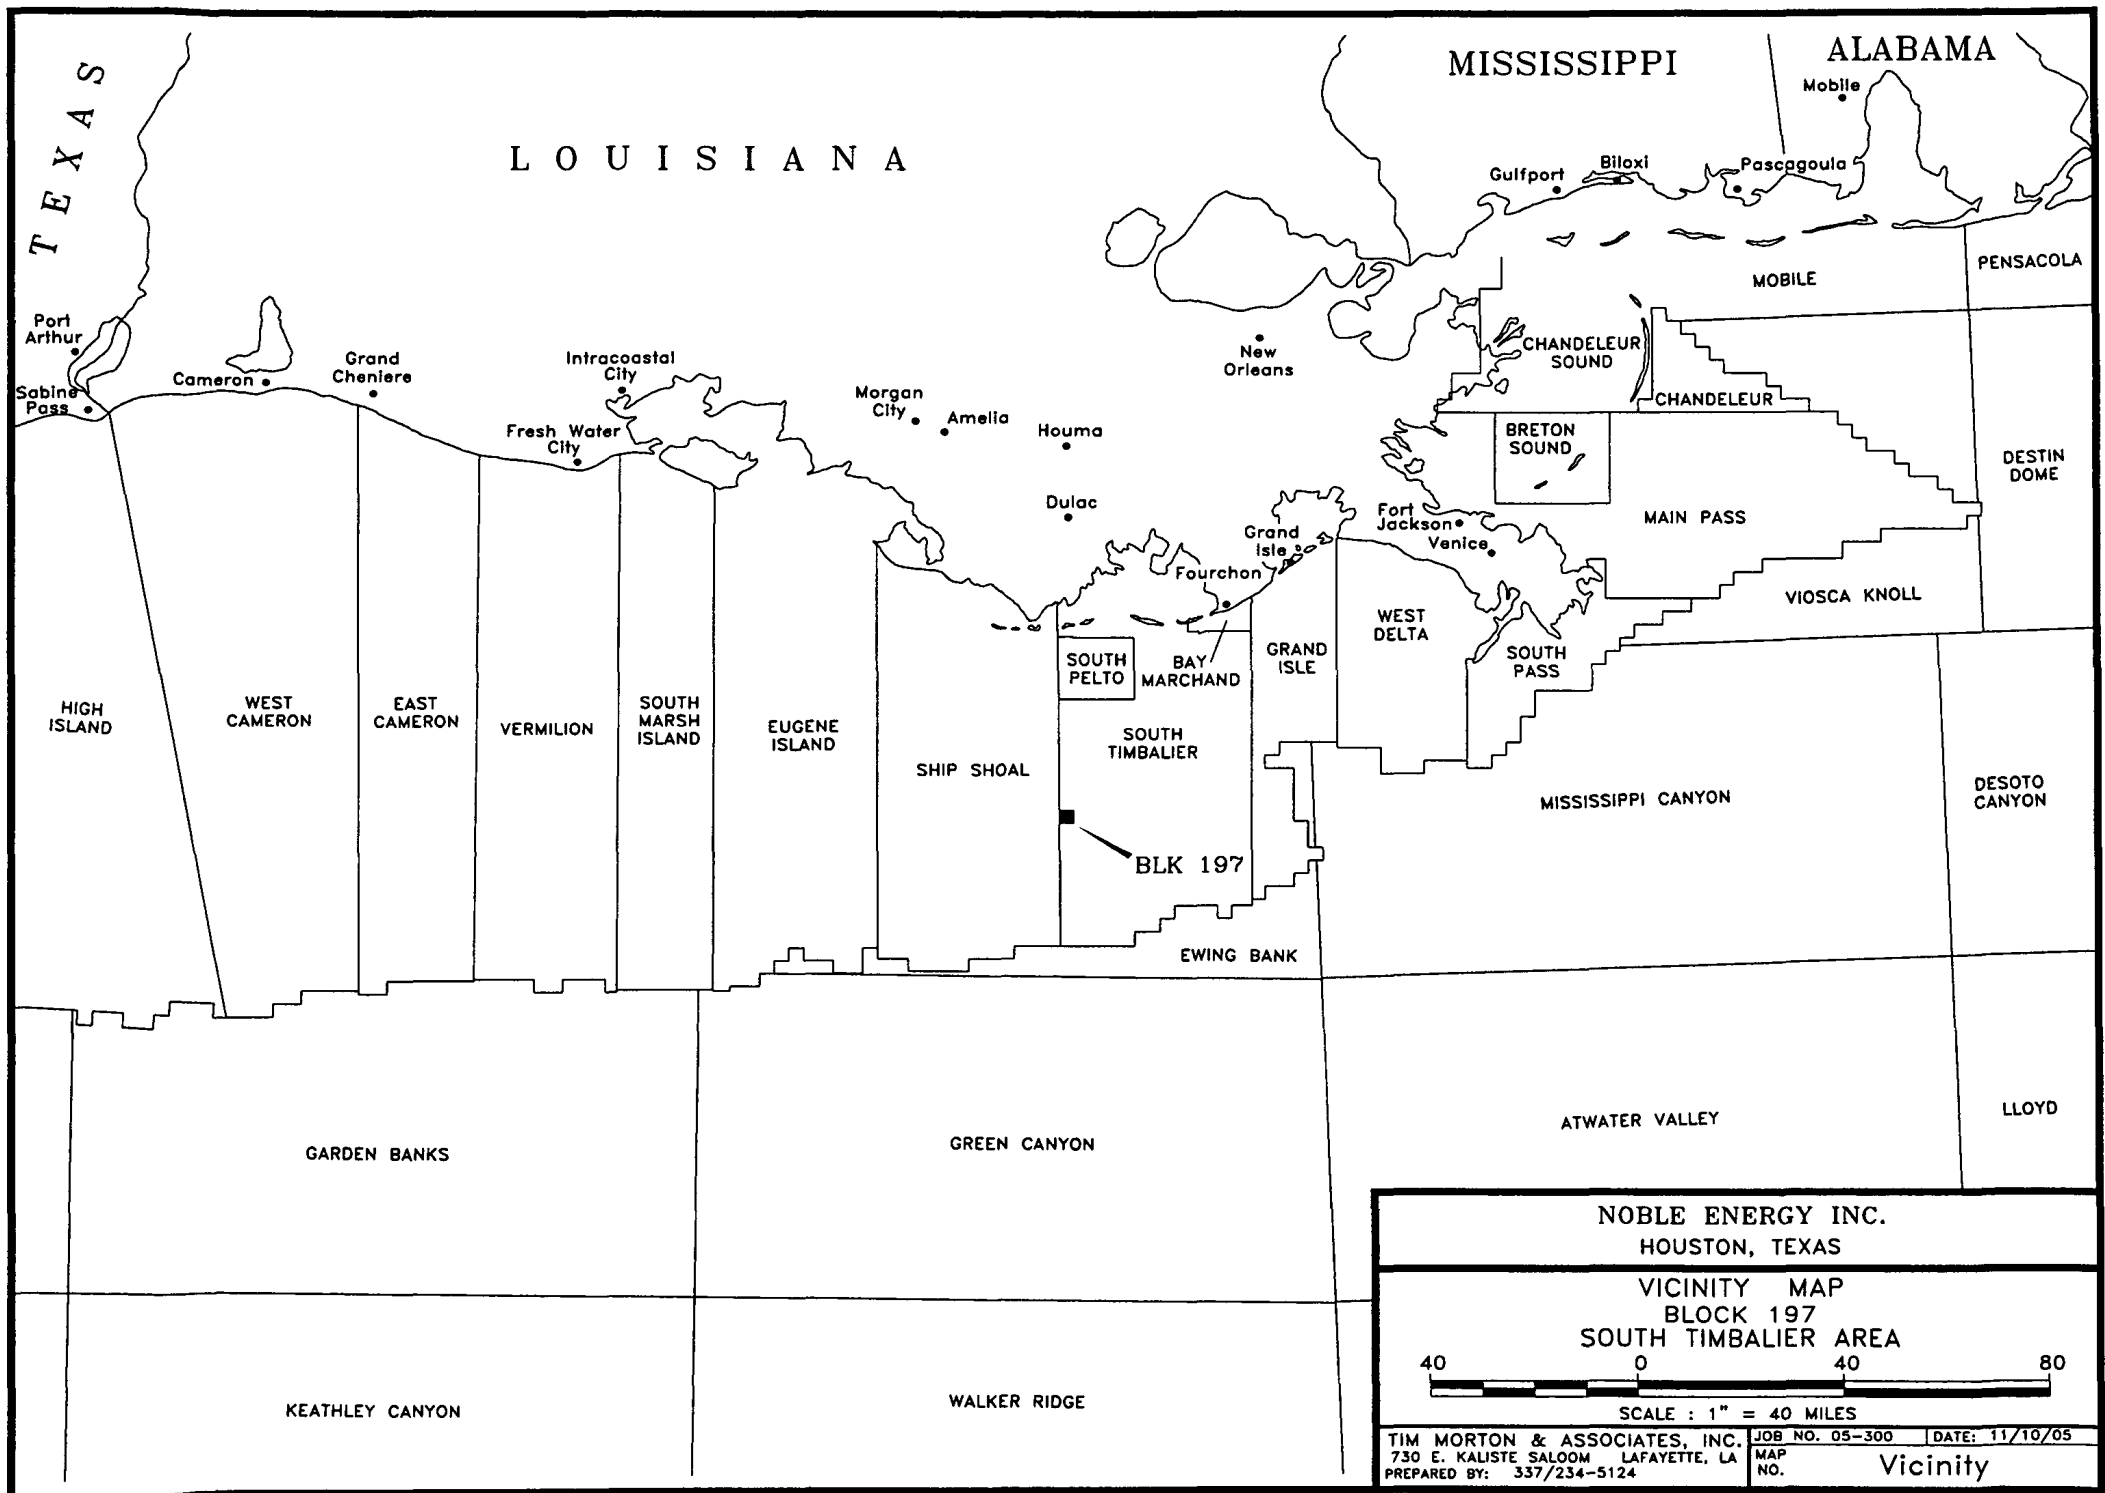 TEXAS
LOUISIANA
MISSISSIPPI
ALABAMA
Mobile
Gulfport
Biloxi
Pascagoula
PENSACOLA
MOBILE
Port
Arthur
Sabine
Pass
Cameron
Grand
Cheniere
Intracoastal
City
Fresh Water
City
Morgan
City
Amelia
Houma
Dulac
New
Orleans
CHANDELEUR
SOUND
CHANDELEUR
BRETON
SOUND
DESTIN
DOME
MAIN PASS
Fort
Jackson
Venice
Grand
Isle
Fourchon
VIOSCA KNOLL
HIGH
ISLAND
WEST
CAMERON
EAST
CAMERON
VERMILION
SOUTH
MARSH
ISLAND
EUGENE
ISLAND
SHIP SHOAL
SOUTH
PELTO
BAY
MARCHAND
SOUTH
TIMBALIER
GRAND
ISLE
WEST
DELTA
SOUTH
PASS
BLK 197
MISSISSIPPI CANYON
DESOTO
CANYON
EWING BANK
GARDEN BANKS
GREEN CANYON
ATWATER VALLEY
LLOYD
KEATHLEY CANYON
WALKER RIDGE
NOBLE ENERGY INC.
HOUSTON, TEXAS
VICINITY MAP
BLOCK 197
SOUTH TIMBALIER AREA
40 0 40 80
SCALE : 1" = 40 MILES
TIM MORTON & ASSOCIATES, INC.
730 E. KALISTE SALOOM LAFAYETTE, LA
PREPARED BY: 337/234-5124
JOB NO. 05-300
DATE: 11/10/05
MAP
NO.
Vicinity